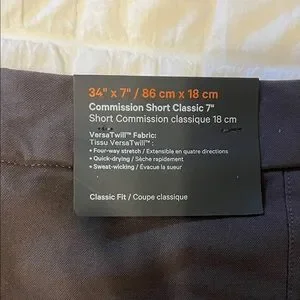 34" x 7" / 86 cm x 18 cm
Commission Short Classic 7"
Short Commission classique 18 cm
VersaTwill™ Fabric:
Tissu VersaTwill™ :
• Four-way stretch / Extensible en quatre directions
• Quick-drying / Sèche rapidement
• Sweat-wicking / Évacue la sueur
Classic Fit / Coupe classique